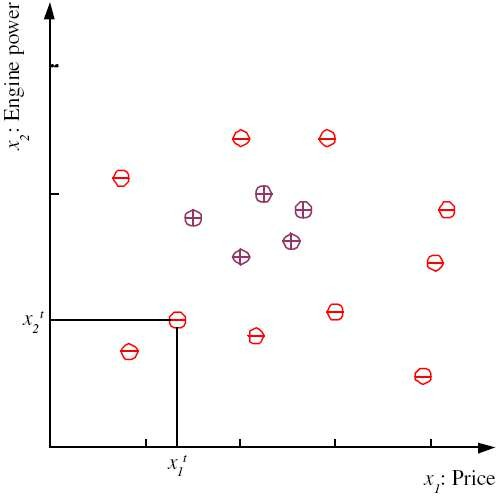 x₂: Engine power
x₂ᵗ
x₁ᵗ
x₁: Price